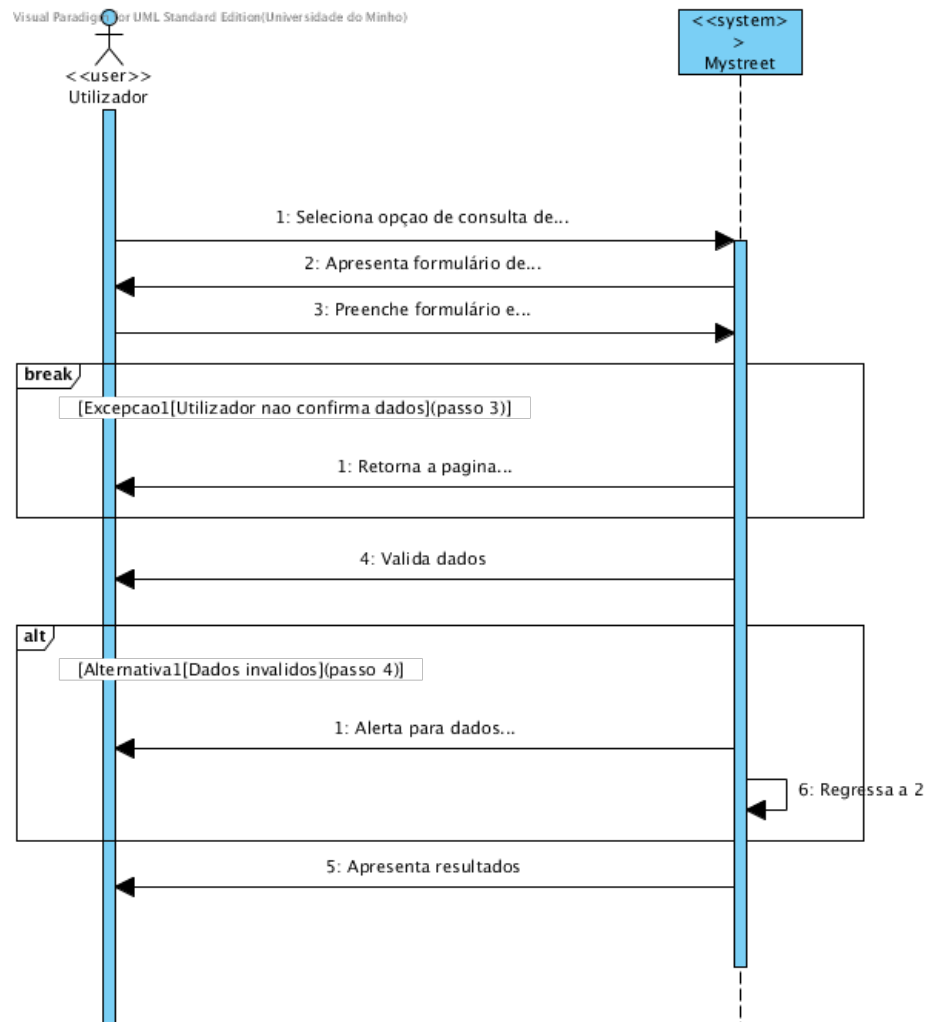 Visual Paradigm for UML Standard Edition(Universidade do Minho)
<<user>>
Utilizador
<<system>
>
Mystreet
1: Seleciona opçao de consulta de...
2: Apresenta formulário de...
3: Preenche formulário e...
break
[Excepcao1[Utilizador nao confirma dados](passo 3)]
1: Retorna a pagina...
4: Valida dados
alt
[Alternativa1[Dados invalidos](passo 4)]
1: Alerta para dados...
6: Regressa a 2
5: Apresenta resultados